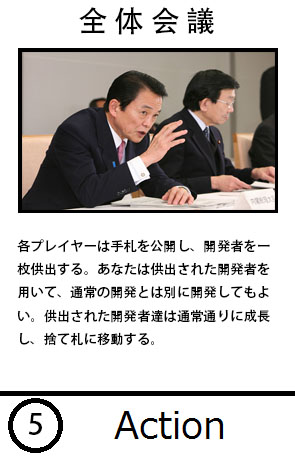 全体会議
各プレイヤーは手札を公開し、開発者を一
枚供出する。あなたは供出された開発者を
用いて、通常の開発とは別に開発してもよ
い。供出された開発者達は通常通りに成長
し、捨て札に移動する。
5 Action